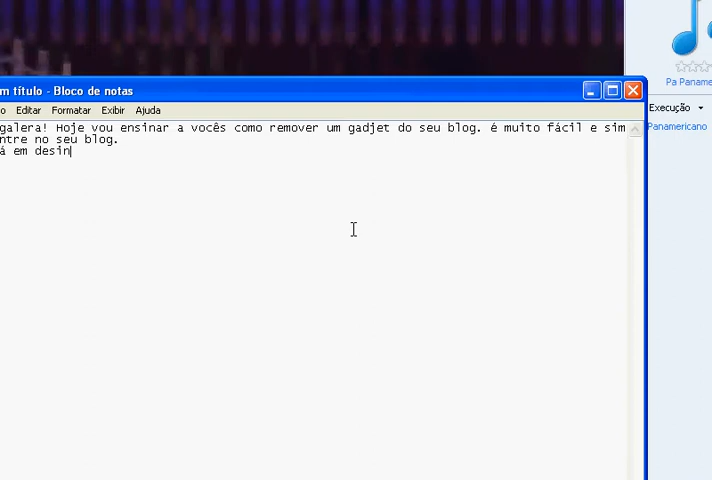 m título - Bloco de notas
o Editar Formatar Exibir Ajuda
galera! Hoje vou ensinar a vocês como remover um gadjet do seu blog. é muito fácil e sim
ntre no seu blog.
á em desin
Pa Paname
Execução
Panamericano